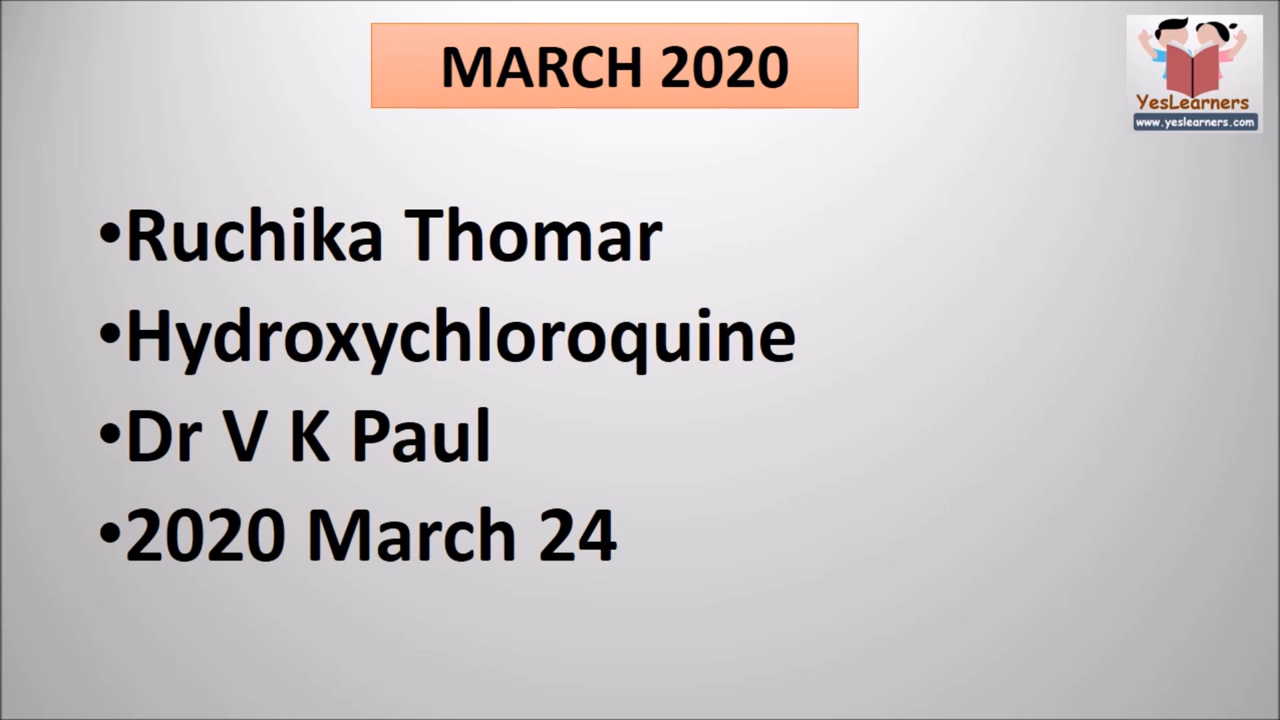 MARCH 2020
YesLearners
www.yeslearners.com
•Ruchika Thomar
•Hydroxychloroquine
•Dr V K Paul
•2020 March 24